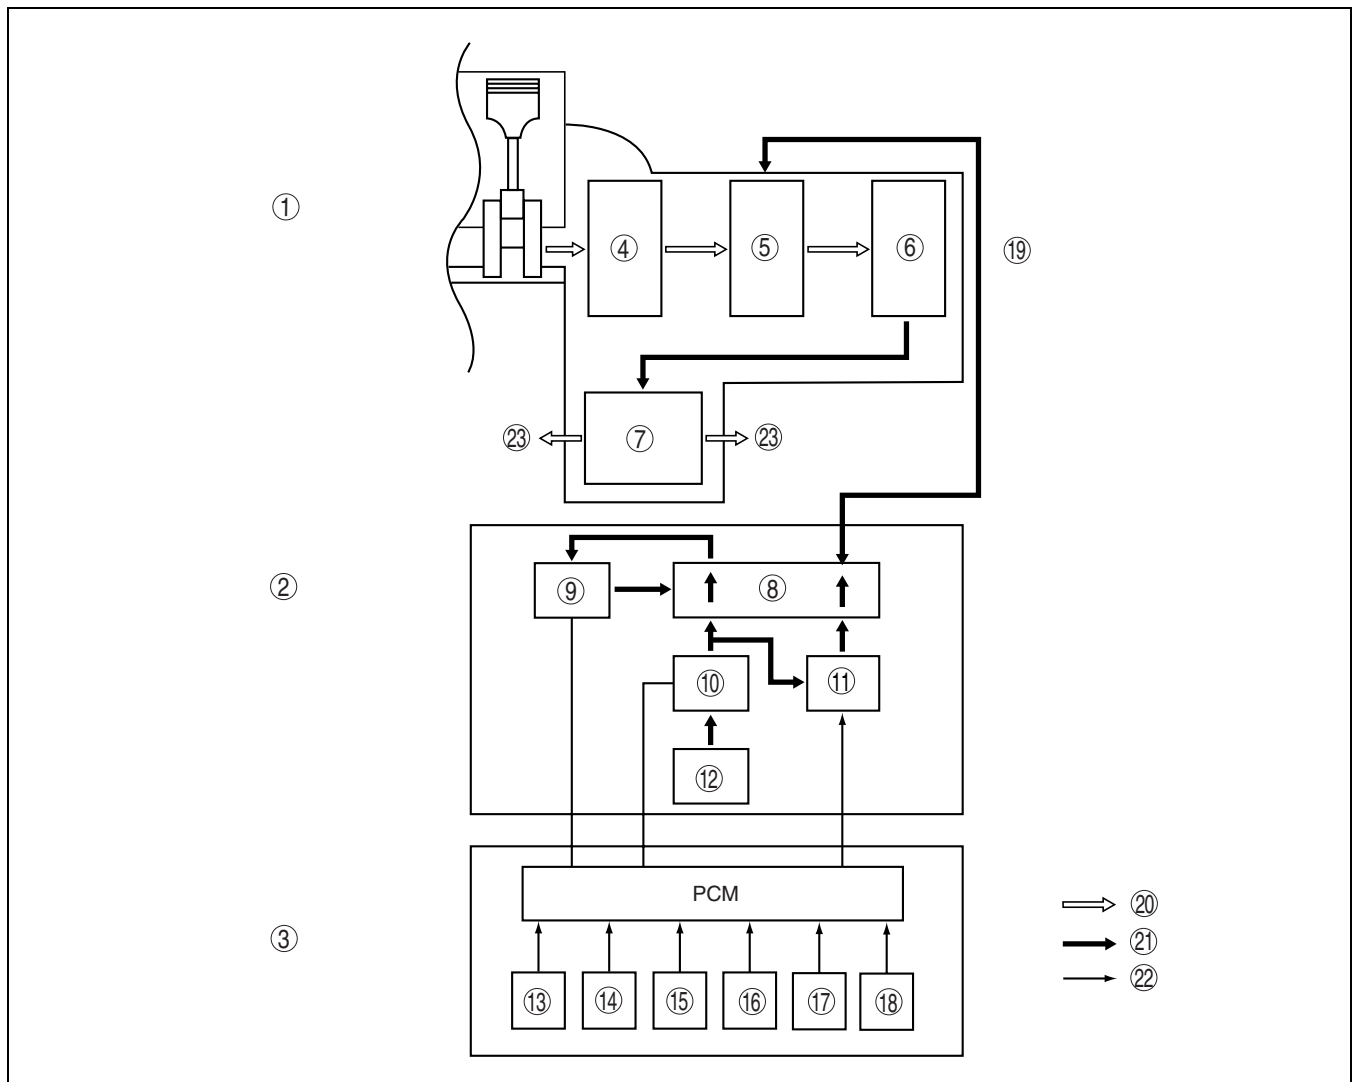 ①
④ ⑤ ⑥ ⑲
㉓ ⑦ ㉓
② ⑨ ⑧
⑩ ⑪
⑫
PCM
⑳
③ ㉑
㉒
⑬ ⑭ ⑮ ⑯ ⑰ ⑱